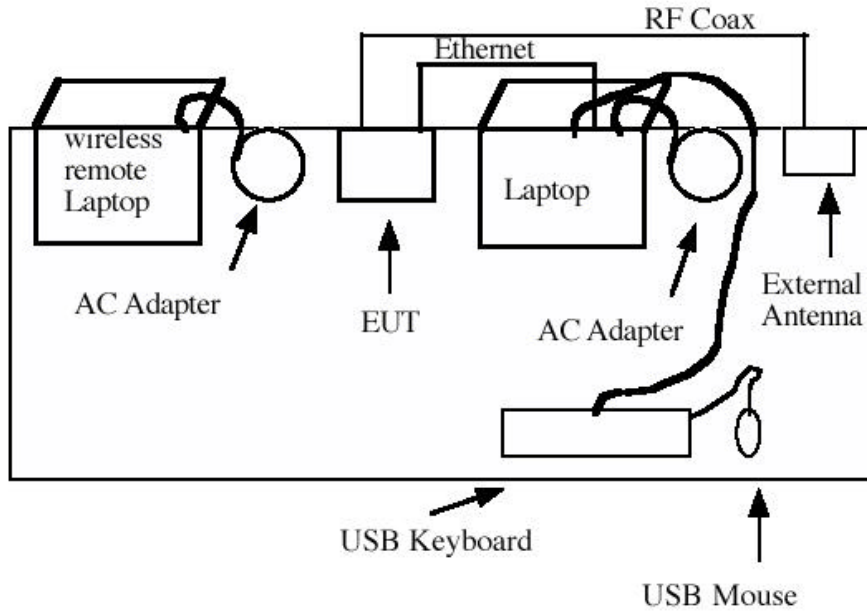 RF Coax
Ethernet
wireless
remote
Laptop
Laptop
AC Adapter
EUT
AC Adapter
External
Antenna
USB Keyboard
USB Mouse